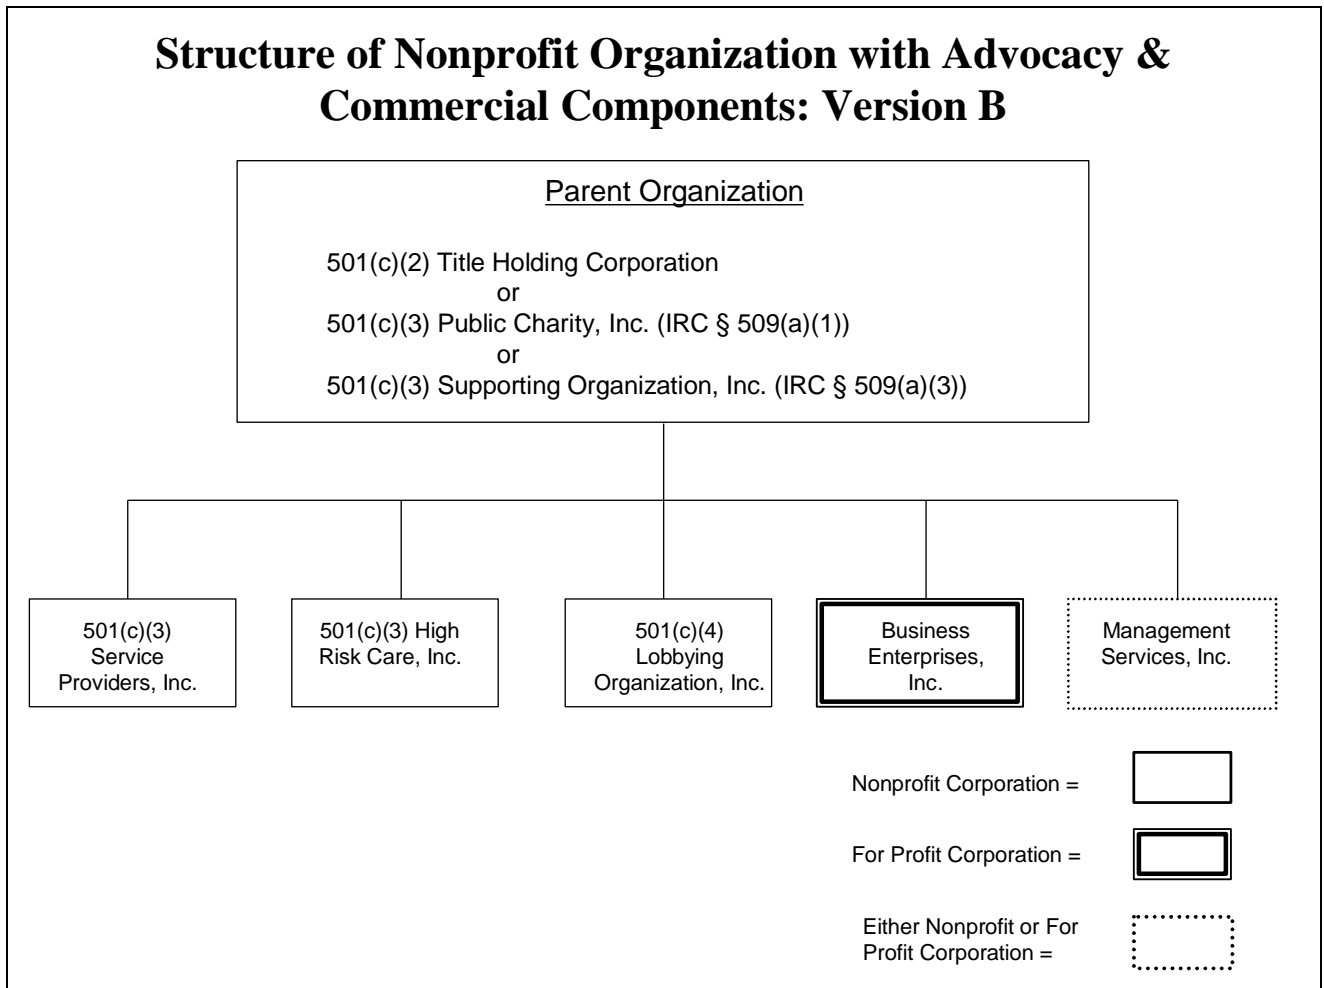 Structure of Nonprofit Organization with Advocacy &
Commercial Components: Version B
Parent Organization
501(c)(2) Title Holding Corporation
or
501(c)(3) Public Charity, Inc. (IRC § 509(a)(1))
or
501(c)(3) Supporting Organization, Inc. (IRC § 509(a)(3))
501(c)(3)
Service
Providers, Inc.
501(c)(3) High
Risk Care, Inc.
501(c)(4)
Lobbying
Organization, Inc.
Business
Enterprises,
Inc.
Management
Services, Inc.
Nonprofit Corporation =
For Profit Corporation =
Either Nonprofit or For
Profit Corporation =